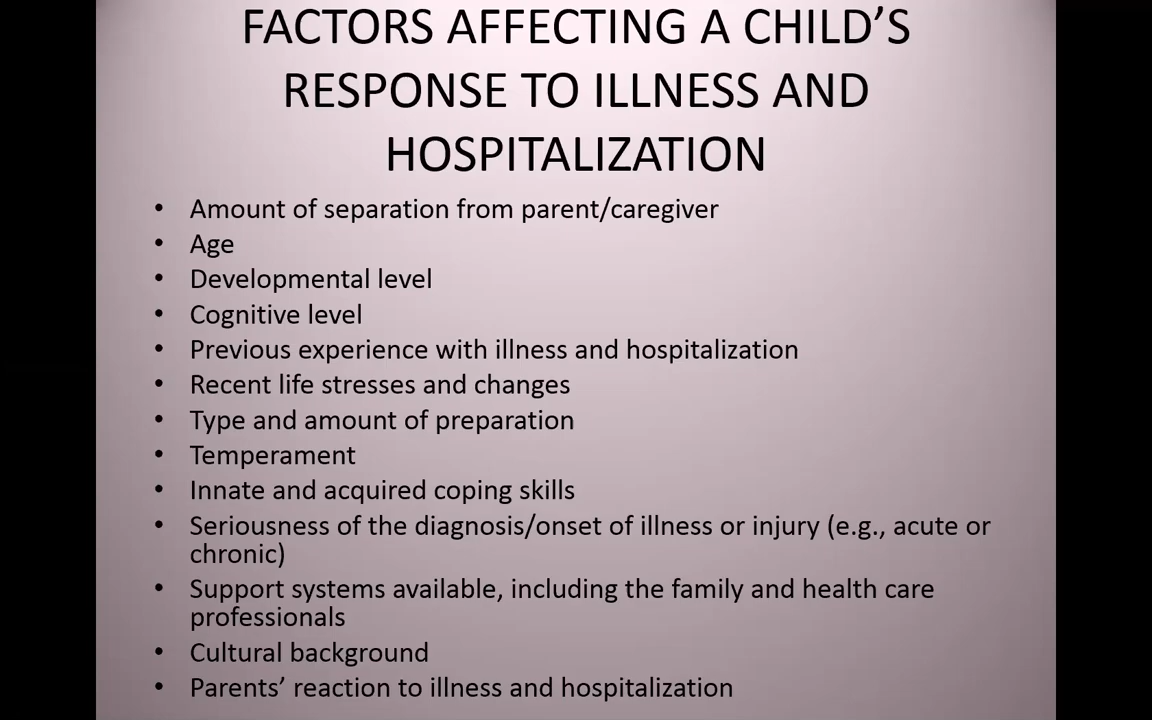 FACTORS AFFECTING A CHILD’S
RESPONSE TO ILLNESS AND
HOSPITALIZATION
• Amount of separation from parent/caregiver
• Age
• Developmental level
• Cognitive level
• Previous experience with illness and hospitalization
• Recent life stresses and changes
• Type and amount of preparation
• Temperament
• Innate and acquired coping skills
• Seriousness of the diagnosis/onset of illness or injury (e.g., acute or
chronic)
• Support systems available, including the family and health care
professionals
• Cultural background
• Parents’ reaction to illness and hospitalization